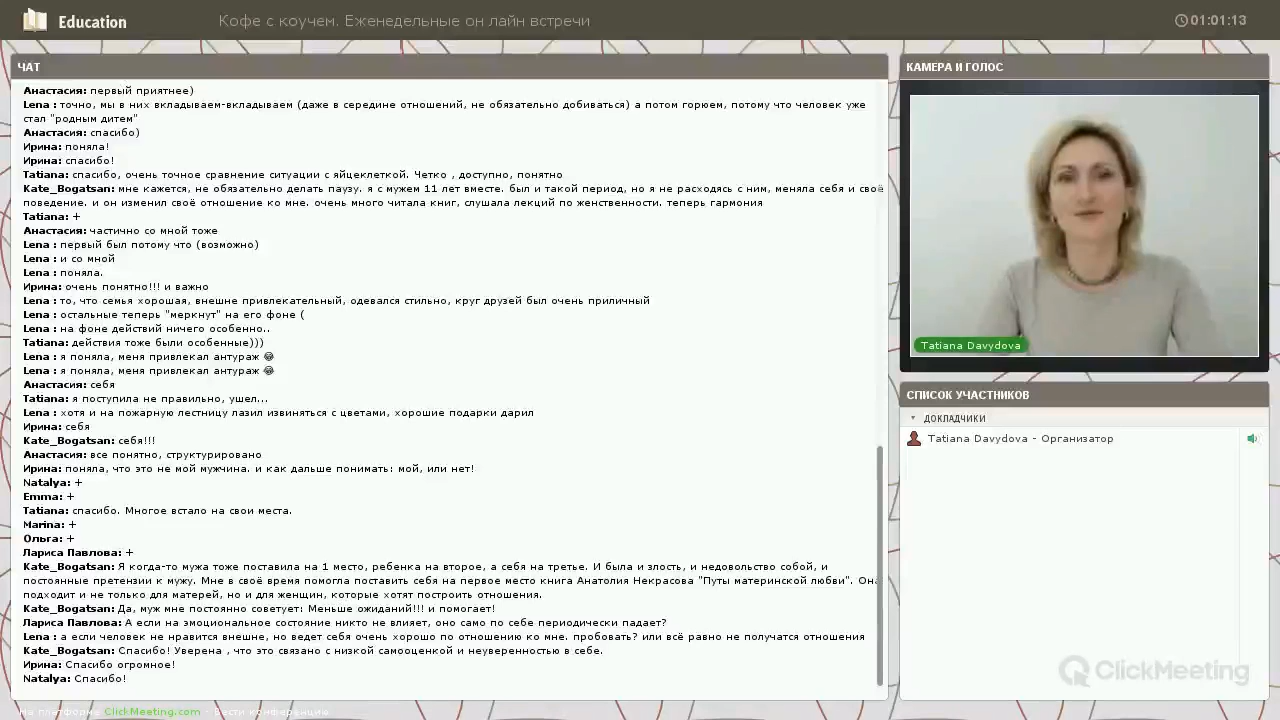 Education
Кофе с коучем. Еженедельные он лайн встречи
01:01:13
ЧАТ
Анастасия: первый приятнее)
Lena : точно, мы в них вкладываем-вкладываем (даже в середине отношений, не обязательно добиваться) а потом горюем, потому что человек уже
стал "родным дитем"
Анастасия: спасибо)
Ирина: поняла!
Ирина: спасибо!
Tatiana: спасибо, очень точное сравнение ситуации с яйцеклеткой. Четко , доступно, понятно
Kate_Bogatsan: мне кажется, не обязательно делать паузу. я с мужем 11 лет вместе. был и такой период, но я не расходясь с ним, меняла себя и своё
поведение. и он изменил своё отношение ко мне. очень много читала книг, слушала лекций по женственности. теперь гармония
Tatiana: +
Анастасия: частично со мной тоже
Lena : первый был потому что (возможно)
Lena : и со мной
Lena : поняла.
Ирина: очень понятно!!! и важно
Lena : то, что семья хорошая, внешне привлекательный, одевался стильно, круг друзей был очень приличный
Lena : остальные теперь "меркнут" на его фоне (
Lena : на фоне действий ничего особенно..
Tatiana: действия тоже были особенные)))
Lena : я поняла, меня привлекал антураж 😂
Lena : я поняла, меня привлекал антураж 😂
Анастасия: себя
Tatiana: я поступила не правильно, ушел...
Lena : хотя и на пожарную лестницу лазил извиняться с цветами, хорошие подарки дарил
Ирина: себя
Kate_Bogatsan: себя!!!
Анастасия: все понятно, структурировано
Ирина: поняла, что это не мой мужчина. и как дальше понимать: мой, или нет!
Natalya: +
Emma: +
Tatiana: спасибо. Многое встало на свои места.
Marina: +
Ольга: +
Лариса Павлова: +
Kate_Bogatsan: Я когда-то мужа тоже поставила на 1 место, ребенка на второе, а себя на третье. И была и злость, и недовольство собой, и
постоянные претензии к мужу. Мне в своё время помогла поставить себя на первое место книга Анатолия Некрасова "Путы материнской любви". Она
подходит и не только для матерей, но и для женщин, которые хотят построить отношения.
Kate_Bogatsan: Да, муж мне постоянно советует: Меньше ожиданий!!! и помогает!
Лариса Павлова: А если на эмоциональное состояние никто не влияет, оно само по себе периодически падает?
Lena : а если человек не нравится внешне, но ведет себя очень хорошо по отношению ко мне. пробовать? или всё равно не получатся отношения
Kate_Bogatsan: Спасибо! Уверена , что это связано с низкой самооценкой и неуверенностью в себе.
Ирина: Спасибо огромное!
Natalya: Спасибо!
КАМЕРА И ГОЛОС
Tatiana Davydova
СПИСОК УЧАСТНИКОВ
ДОКЛАДЧИКИ
Tatiana Davydova - Организатор
ClickMeeting
На платформе ClickMeeting.com - Вести конференцию